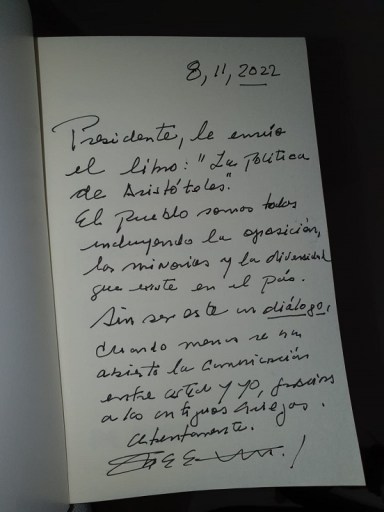 8, 11, 2022
Presidente, le envío
el libro: "La Política
de Aristóteles".
El pueblo somos todos
incluyendo la oposición,
las minorías y la diversidad
que existe en el país.
Sin ser este un diálogo,
cuando menos se ha
abierto la comunicación
entre usted y yo, gracias
a los antiguos Griegos.
Atentamente.